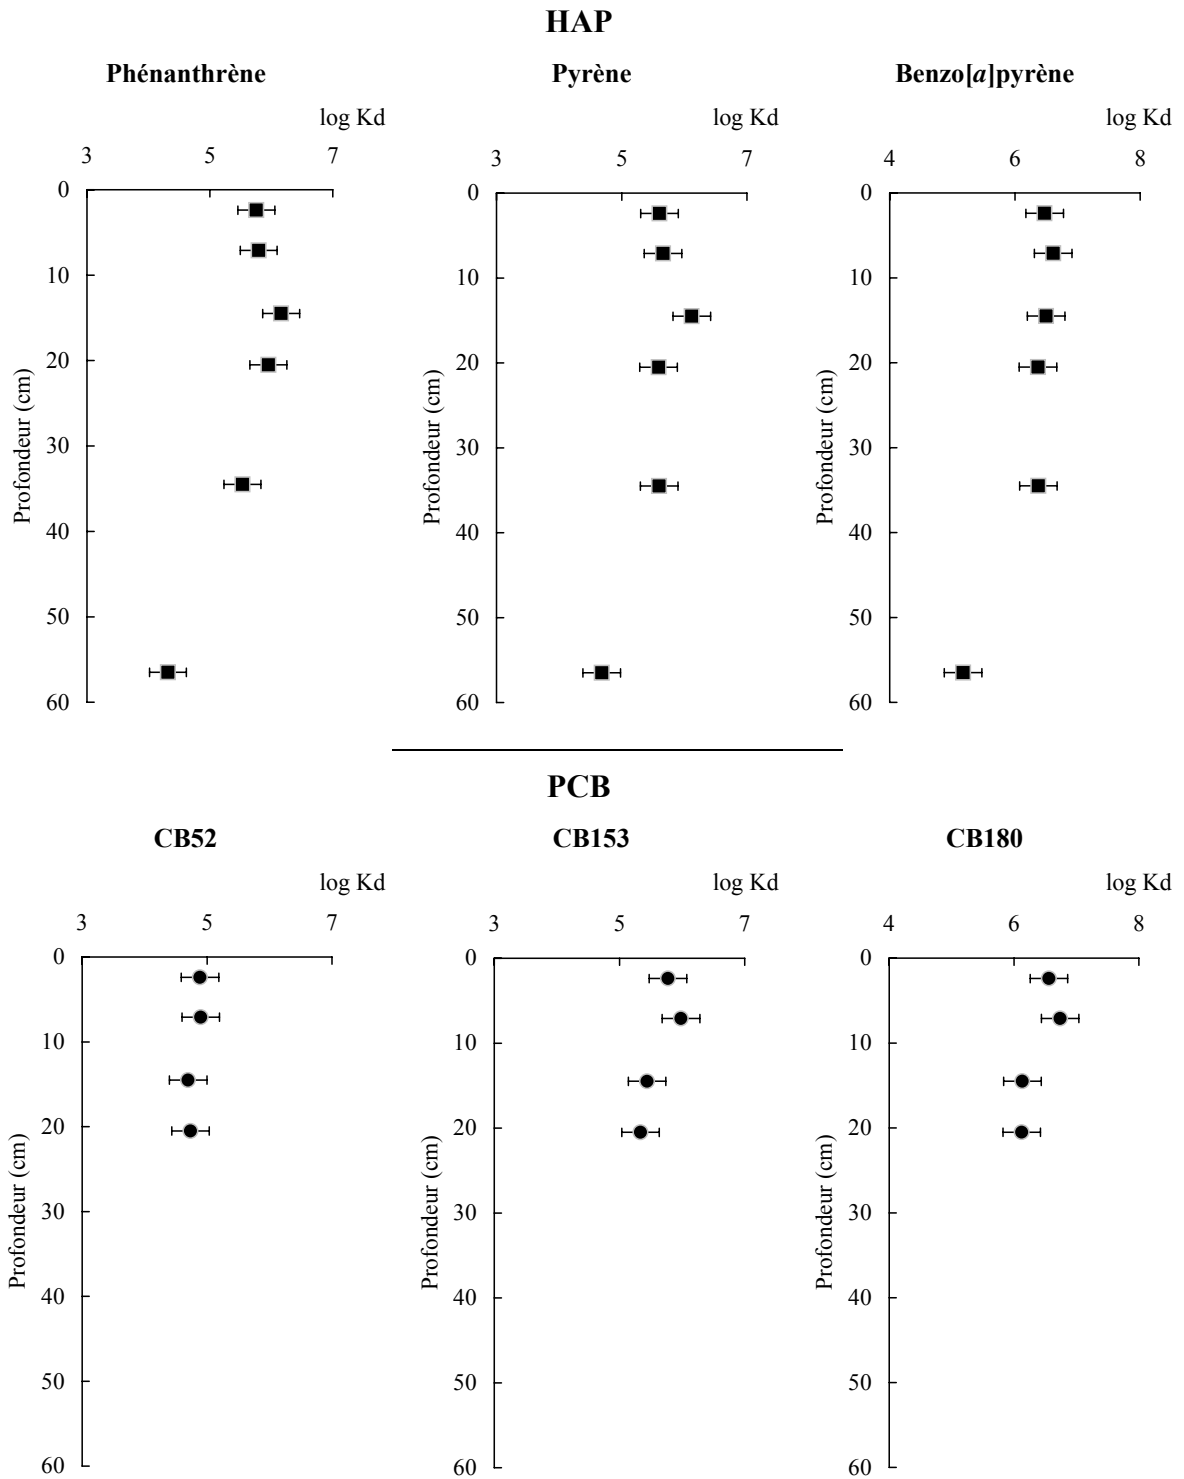 HAP
Phénanthrène Pyrène Benzo[a]pyrène
log Kd log Kd log Kd
3 5 7 3 5 7 4 6 8
0 0 0
10 10 10
20 20 20
30 30 30
40 40 40
50 50 50
60 60 60
Profondeur (cm) Profondeur (cm) Profondeur (cm)
PCB
CB52 CB153 CB180
log Kd log Kd log Kd
3 5 7 3 5 7 4 6 8
0 0 0
10 10 10
20 20 20
30 30 30
40 40 40
50 50 50
60 60 60
Profondeur (cm) Profondeur (cm) Profondeur (cm)